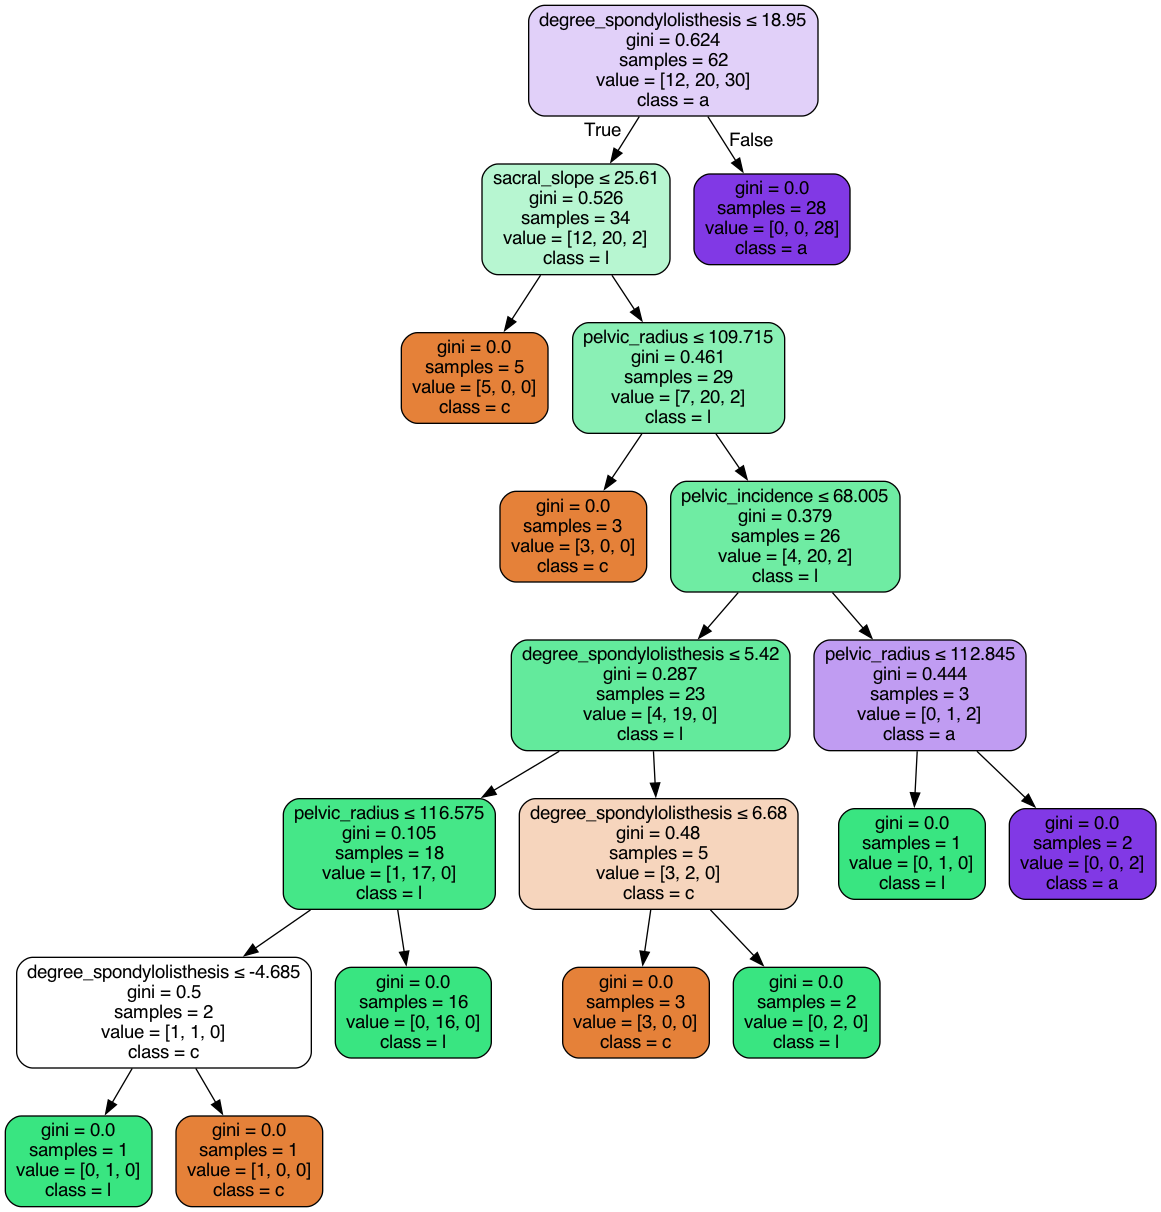 degree_spondylolisthesis ≤ 18.95
gini = 0.624
samples = 62
value = [12, 20, 30]
class = a
True
False
sacral_slope ≤ 25.61
gini = 0.526
samples = 34
value = [12, 20, 2]
class = l
gini = 0.0
samples = 28
value = [0, 0, 28]
class = a
gini = 0.0
samples = 5
value = [5, 0, 0]
class = c
pelvic_radius ≤ 109.715
gini = 0.461
samples = 29
value = [7, 20, 2]
class = l
gini = 0.0
samples = 3
value = [3, 0, 0]
class = c
pelvic_incidence ≤ 68.005
gini = 0.379
samples = 26
value = [4, 20, 2]
class = l
degree_spondylolisthesis ≤ 5.42
gini = 0.287
samples = 23
value = [4, 19, 0]
class = l
pelvic_radius ≤ 112.845
gini = 0.444
samples = 3
value = [0, 1, 2]
class = a
pelvic_radius ≤ 116.575
gini = 0.105
samples = 18
value = [1, 17, 0]
class = l
degree_spondylolisthesis ≤ 6.68
gini = 0.48
samples = 5
value = [3, 2, 0]
class = c
gini = 0.0
samples = 1
value = [0, 1, 0]
class = l
gini = 0.0
samples = 2
value = [0, 0, 2]
class = a
degree_spondylolisthesis ≤ -4.685
gini = 0.5
samples = 2
value = [1, 1, 0]
class = c
gini = 0.0
samples = 16
value = [0, 16, 0]
class = l
gini = 0.0
samples = 3
value = [3, 0, 0]
class = c
gini = 0.0
samples = 2
value = [0, 2, 0]
class = l
gini = 0.0
samples = 1
value = [0, 1, 0]
class = l
gini = 0.0
samples = 1
value = [1, 0, 0]
class = c